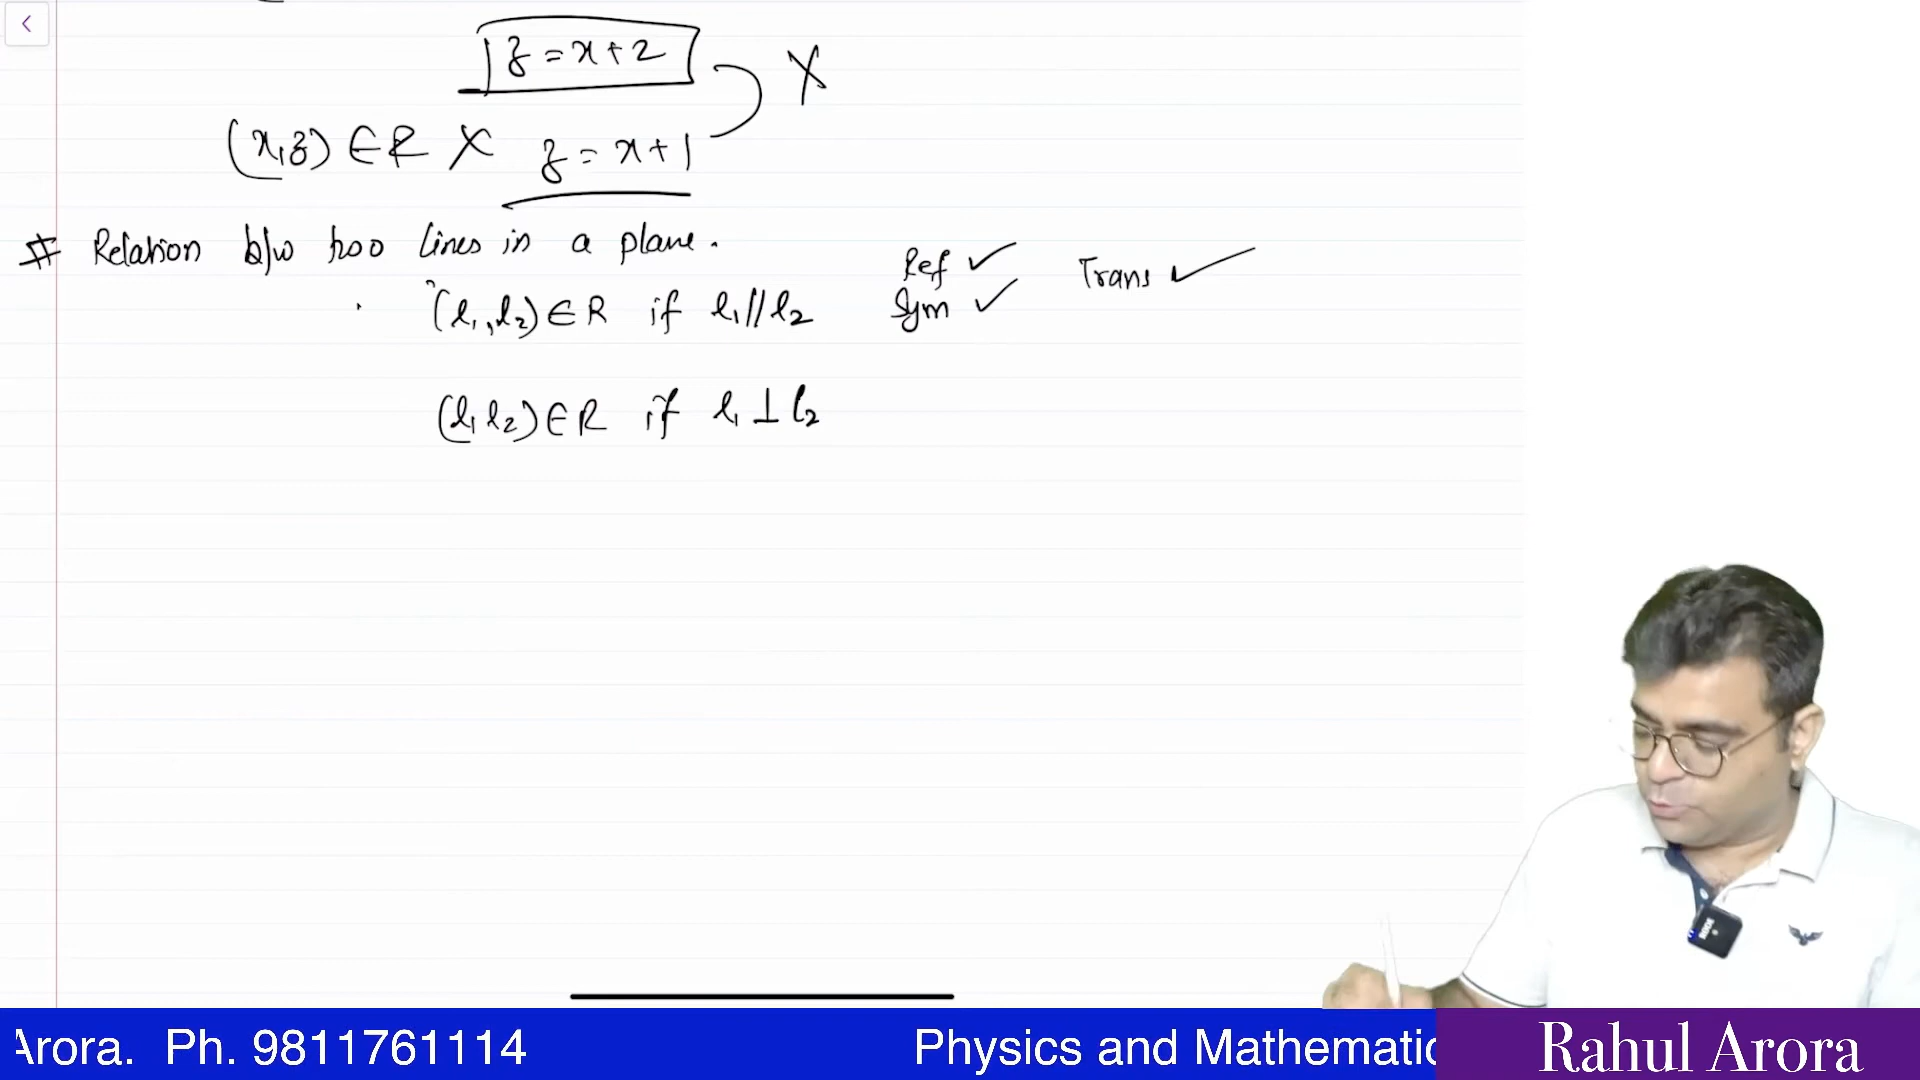 z = x + 2
X
(x, z) ∈ R X z = x + 1
# Relation b/w two lines in a plane.
Ref ✓ Trans ✓
(l₁, l₂) ∈ R if l₁ // l₂ Sym ✓
(l₁ l₂) ∈ R if l₁ ⊥ l₂
Arora. Ph. 9811761114 Physics and Mathematic
Rahul Arora